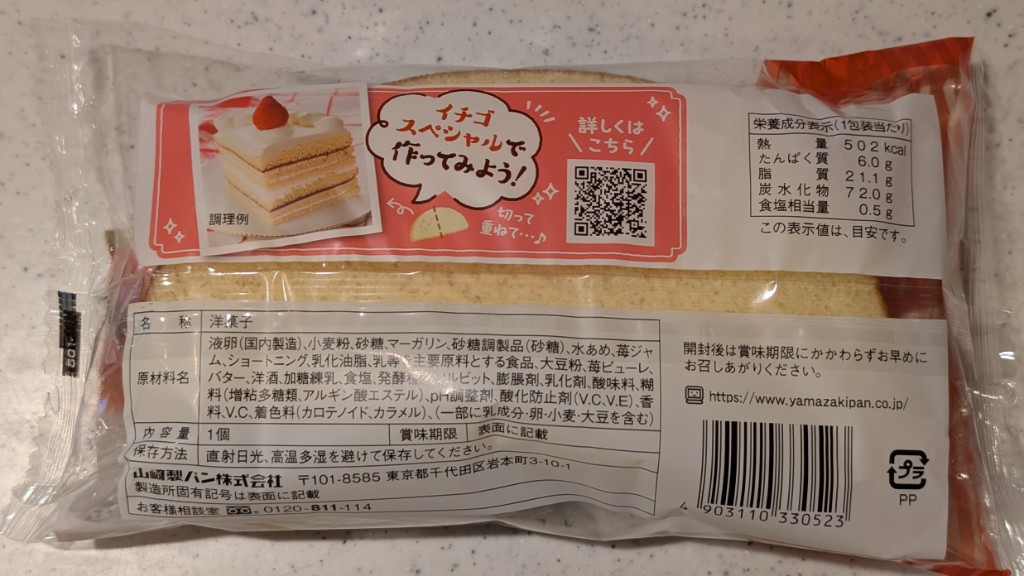 イチゴ
スペシャルで
作ってみよう!
調理例
切って
重ねて…♪
詳しくは
こちら
栄養成分表示(1包装当たり)
熱量 502kcal
たんぱく質 6.0g
脂質 21.1g
炭水化物 72.0g
食塩相当量 0.5g
この表示値は、目安です。
名称 洋菓子
原材料名
液卵(国内製造)、小麦粉、砂糖、マーガリン、砂糖調製品(砂糖)、水あめ、苺ジャ
ム、ショートニング、乳化油脂、乳等を主要原料とする食品、大豆粉、苺ピューレ、
バター、洋酒、加糖練乳、食塩、発酵種、ソルビット、膨脹剤、乳化剤、酸味料、糊
料(増粘多糖類、アルギン酸エステル)、pH調整剤、酸化防止剤(V.C、V.E)、香
料、V.C、着色料(カロテノイド、カラメル)、(一部に乳成分・卵・小麦・大豆を含む)
内容量 1個 賞味期限 表面に記載
保存方法 直射日光、高温多湿を避けて保存してください。
山崎製パン株式会社 〒101-8585 東京都千代田区岩本町3-10-1
製造所固有記号は表面に記載
お客様相談室 0120-811-114
開封後は賞味期限にかかわらずお早めに
お召しあがりください。
https://www.yamazakipan.co.jp/
4 903110 330523
プラ
PP